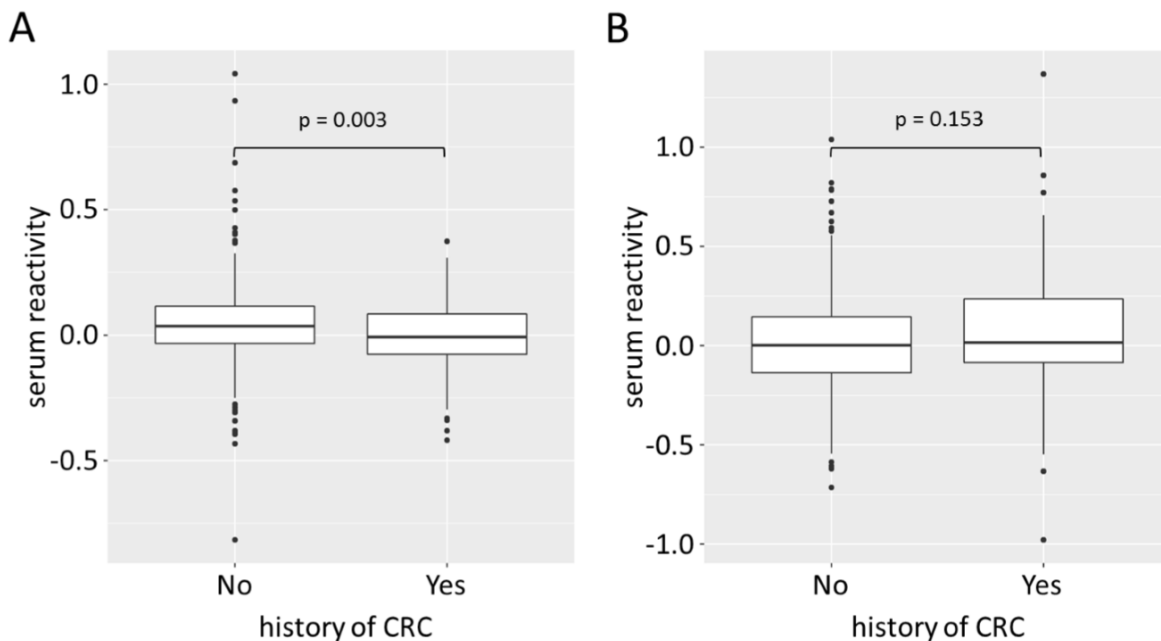 A
serum reactivity
1.0
0.5
0.0
-0.5
p = 0.003
No
Yes
history of CRC
B
serum reactivity
1.0
0.5
0.0
-0.5
-1.0
p = 0.153
No
Yes
history of CRC